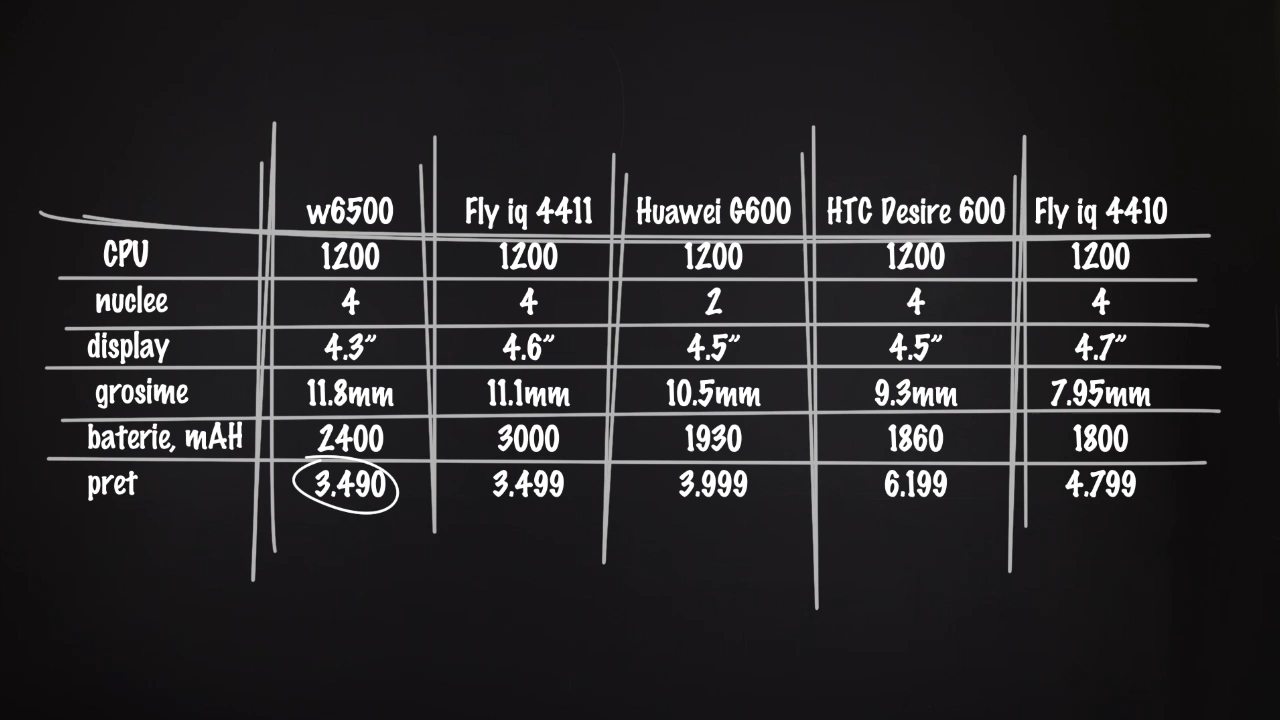 w6500 Fly iq 4411 Huawei G600 HTC Desire 600 Fly iq 4410
CPU 1200 1200 1200 1200 1200
nuclee 4 4 2 4 4
display 4.3” 4.6” 4.5” 4.5” 4.7”
grosime 11.8mm 11.1mm 10.5mm 9.3mm 7.95mm
baterie, mAH 2400 3000 1930 1860 1800
pret 3.490 3.499 3.999 6.199 4.799